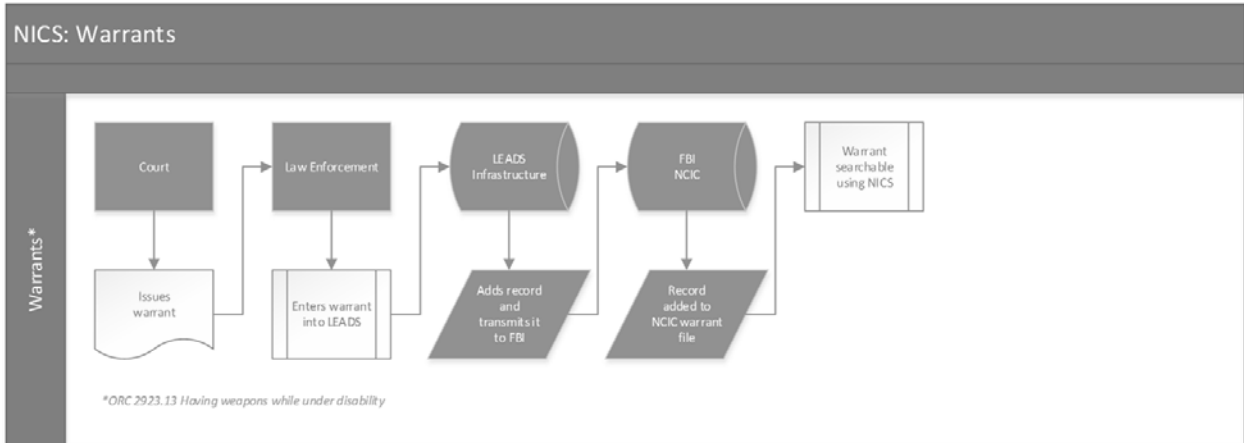 NICS: Warrants
Warrants*
Court
Law Enforcement
LEADS
Infrastructure
FBI
NCIC
Warrant
searchable
using NICS
Issues
warrant
Enters warrant
into LEADS
Adds record
and
transmits it
to FBI
Record
added to
NCIC warrant
file
*ORC 2923.13 Having weapons while under disability